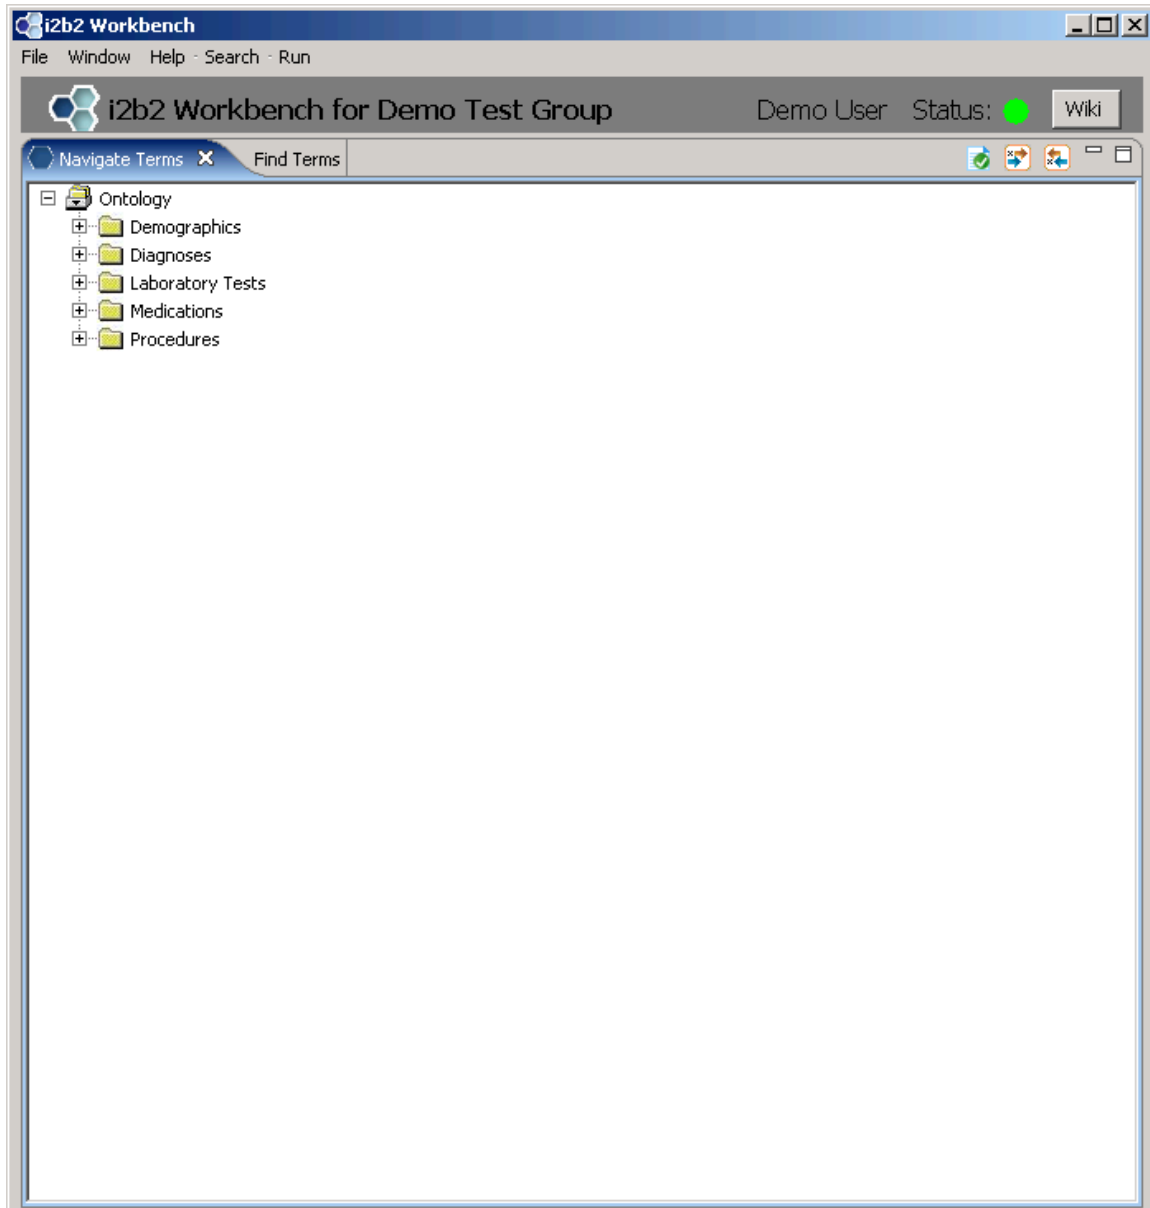 i2b2 Workbench
File Window Help Search Run
i2b2 Workbench for Demo Test Group Demo User Status: Wiki
Navigate Terms Find Terms
Ontology
Demographics
Diagnoses
Laboratory Tests
Medications
Procedures